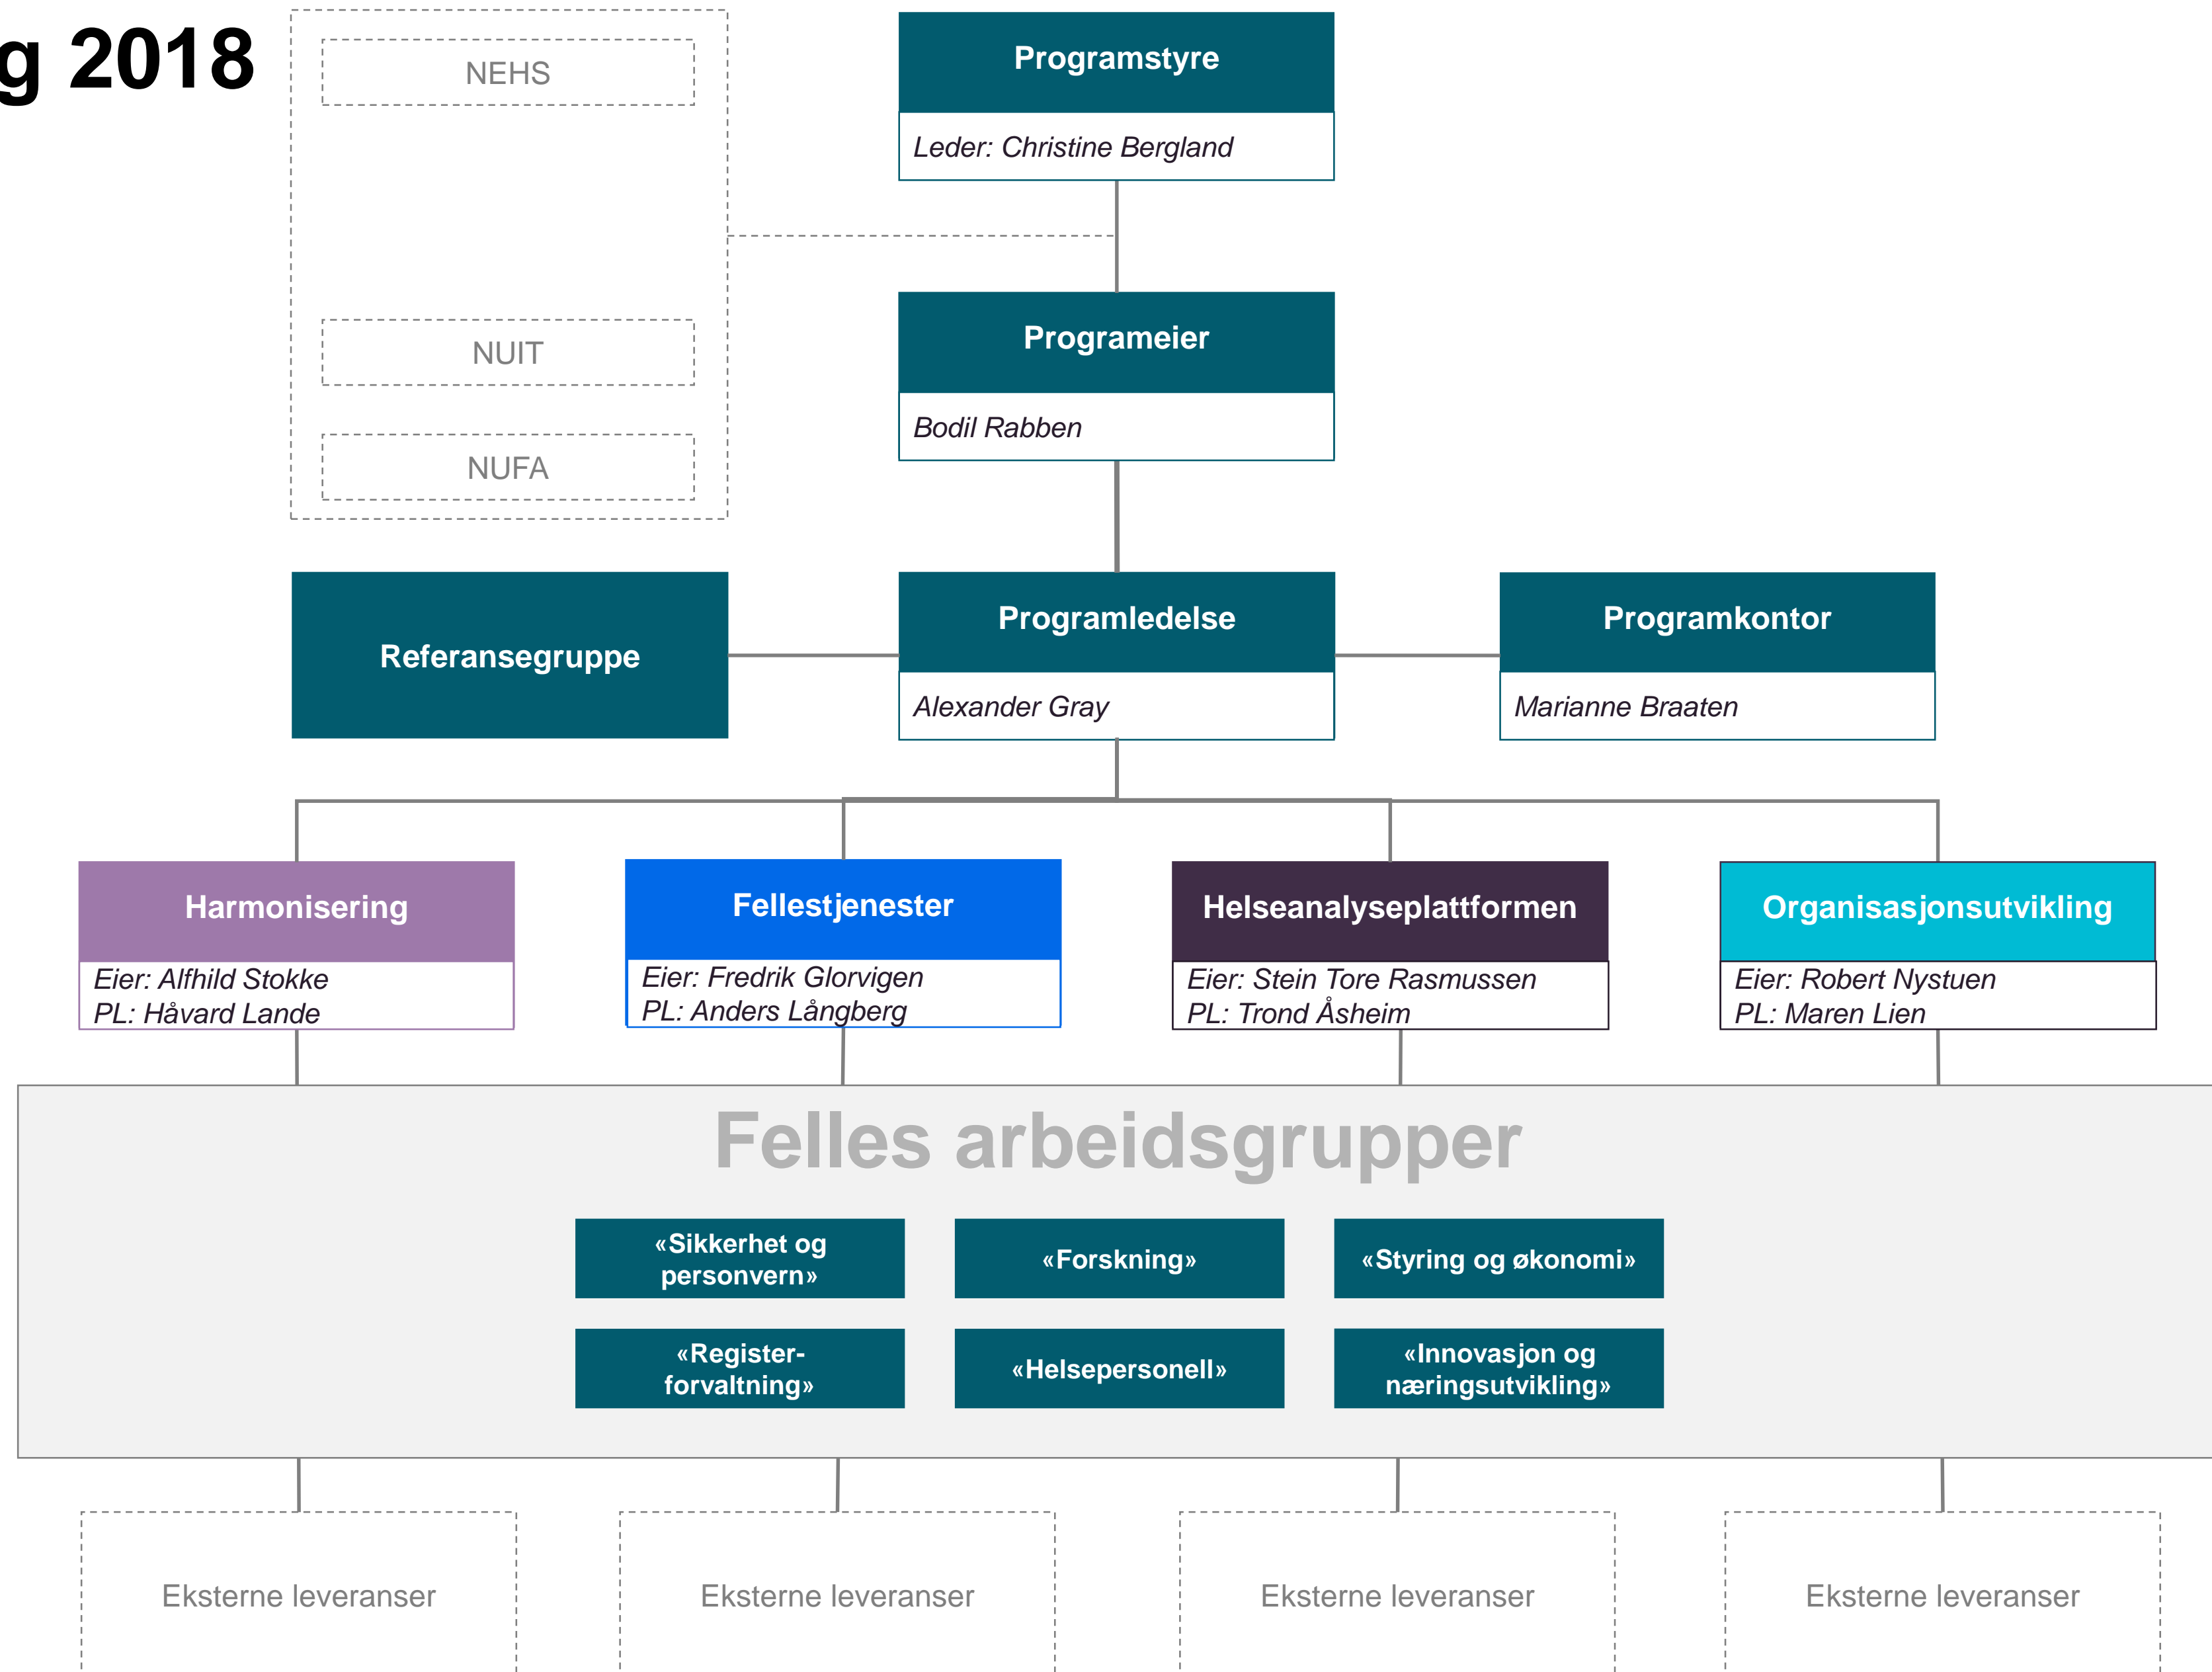 g 2018
NEHS
NUIT
NUFA
Programstyre
Leder: Christine Bergland
Programeier
Bodil Rabben
Referansegruppe
Programledelse
Alexander Gray
Programkontor
Marianne Braaten
Harmonisering
Eier: Alfhild Stokke
PL: Håvard Lande
Fellestjenester
Eier: Fredrik Glorvigen
PL: Anders Långberg
Helseanalyseplattformen
Eier: Stein Tore Rasmussen
PL: Trond Åsheim
Organisasjonsutvikling
Eier: Robert Nystuen
PL: Maren Lien
Felles arbeidsgrupper
«Sikkerhet og
personvern»
«Forskning»
«Styring og økonomi»
«Register-
forvaltning»
«Helsepersonell»
«Innovasjon og
næringsutvikling»
Eksterne leveranser
Eksterne leveranser
Eksterne leveranser
Eksterne leveranser